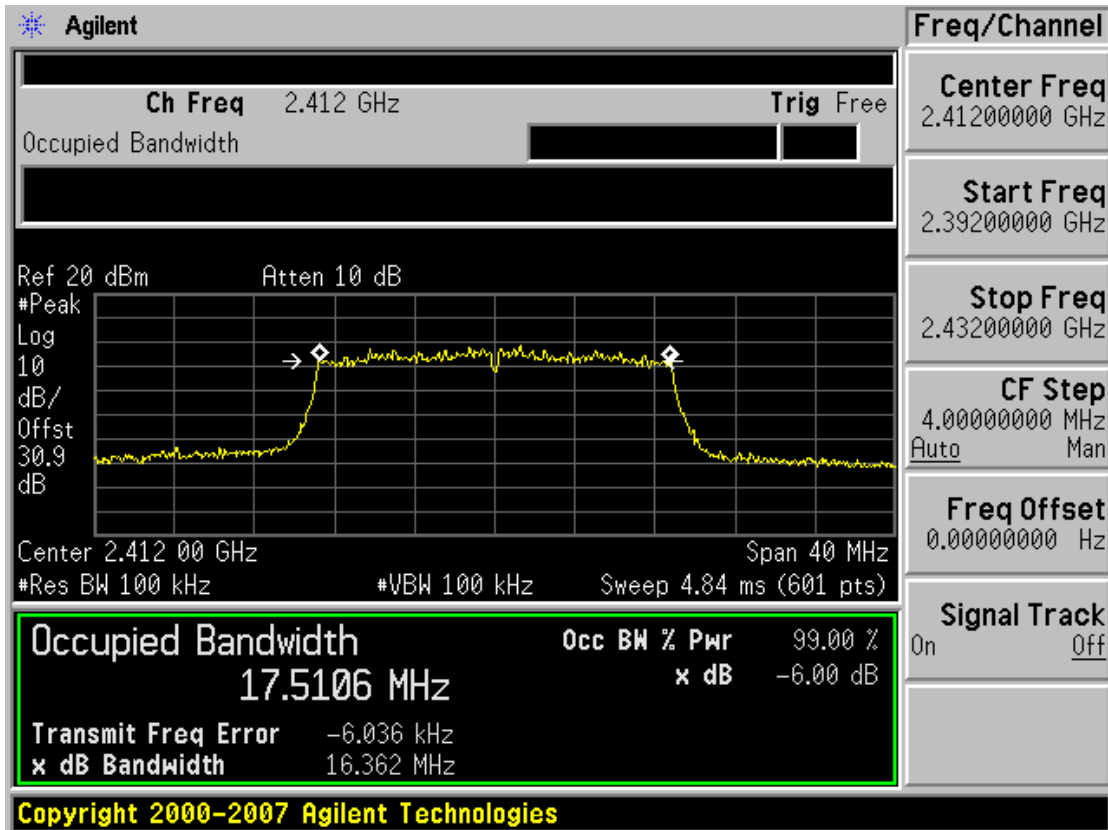 Agilent
Freq/Channel
Ch Freq 2.412 GHz Trig Free
Occupied Bandwidth
Center Freq
2.41200000 GHz
Start Freq
2.39200000 GHz
Stop Freq
2.43200000 GHz
CF Step
4.00000000 MHz
Auto Man
Freq Offset
0.00000000 Hz
Signal Track
On Off
Ref 20 dBm Atten 10 dB
#Peak
Log
10
dB/
Offst
30.9
dB
Center 2.412 00 GHz Span 40 MHz
#Res BW 100 kHz #VBW 100 kHz Sweep 4.84 ms (601 pts)
Occupied Bandwidth
17.5106 MHz
Occ BW % Pwr 99.00 %
x dB -6.00 dB
Transmit Freq Error -6.036 kHz
x dB Bandwidth 16.362 MHz
Copyright 2000-2007 Agilent Technologies